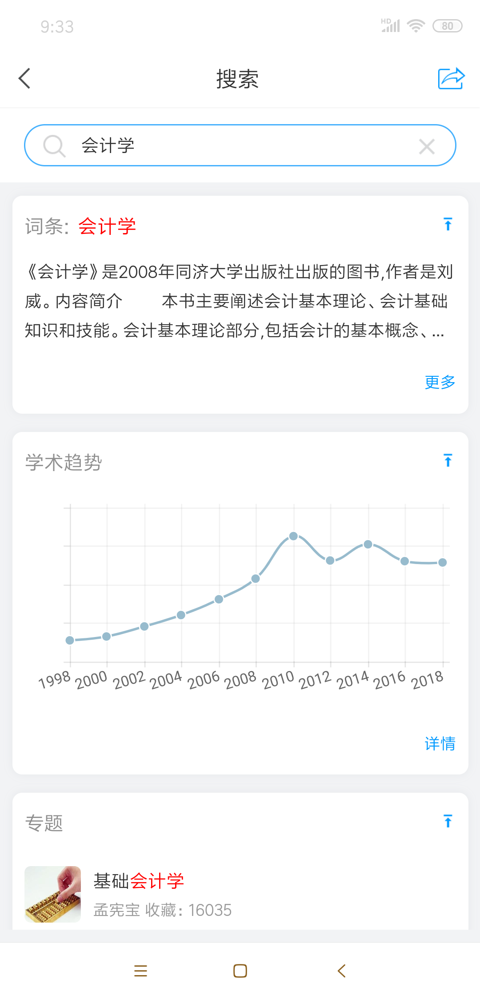 9:33
HD
80
搜索
会计学
词条: 会计学
《会计学》是2008年同济大学出版社出版的图书,作者是刘
威。内容简介 本书主要阐述会计基本理论、会计基础
知识和技能。会计基本理论部分,包括会计的基本概念、...
更多
学术趋势
1998 2000 2002 2004 2006 2008 2010 2012 2014 2016 2018
详情
专题
基础会计学
孟宪宝 收藏: 16035